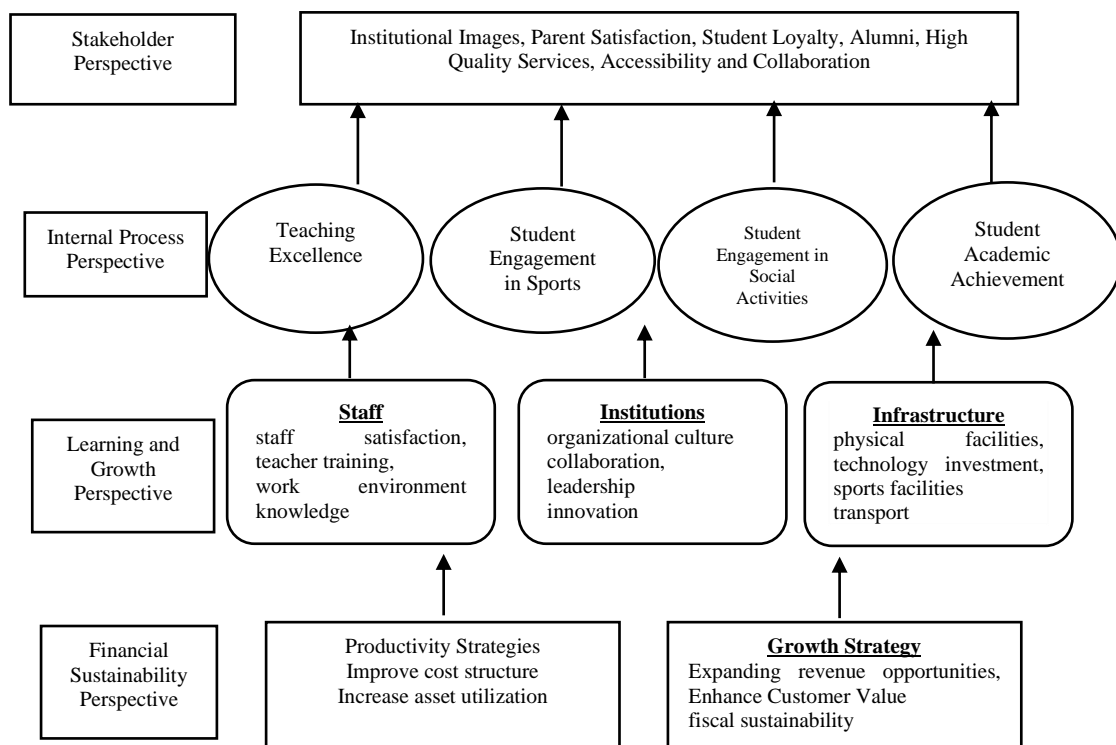 Stakeholder
Perspective
Institutional Images, Parent Satisfaction, Student Loyalty, Alumni, High
Quality Services, Accessibility and Collaboration
Internal Process
Perspective
Teaching
Excellence
Student
Engagement
in Sports
Student
Engagement in
Social
Activities
Student
Academic
Achievement
Learning and
Growth
Perspective
Staff
staff satisfaction,
teacher training,
work environment
knowledge
Institutions
organizational culture
collaboration,
leadership
innovation
Infrastructure
physical facilities,
technology investment,
sports facilities
transport
Financial
Sustainability
Perspective
Productivity Strategies
Improve cost structure
Increase asset utilization
Growth Strategy
Expanding revenue opportunities,
Enhance Customer Value
fiscal sustainability